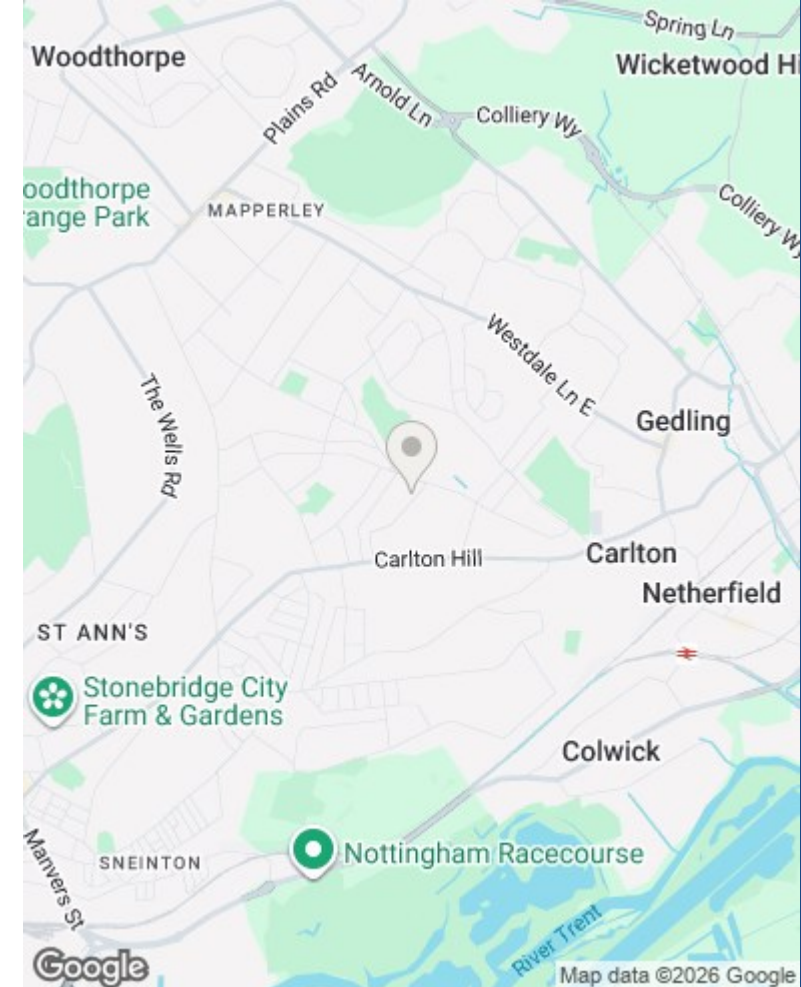 Spring Ln
Woodthorpe
Wicketwood Hi
Plains Rd
Arnold Ln
Colliery Wy
oodthorpe
range Park
MAPPERLEY
Colliery Wy
Westdale Ln E
The Wells Rd
Gedling
Carlton Hill
Carlton
Netherfield
ST ANN'S
Stonebridge City
Farm & Gardens
Colwick
Manvers St
SNEINTON
Nottingham Racecourse
River Trent
Google
Map data ©2026 Google